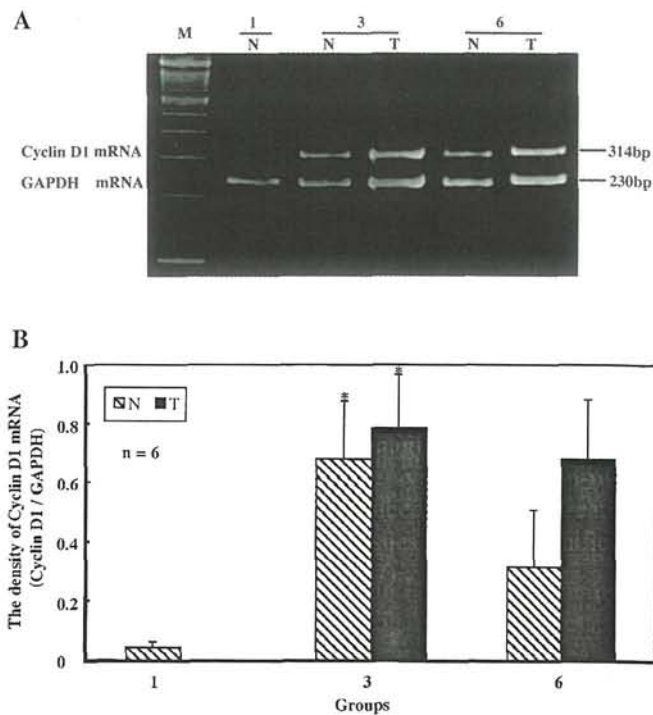 A
1 3 6
M N N T N T
Cyclin D1 mRNA 314bp
GAPDH mRNA 230bp
B
The density of Cyclin D1 mRNA
(Cyclin D1 / GAPDH)
1.0
0.8
0.6
0.4
0.2
0
N T
n = 6
* *
1 3 6
Groups